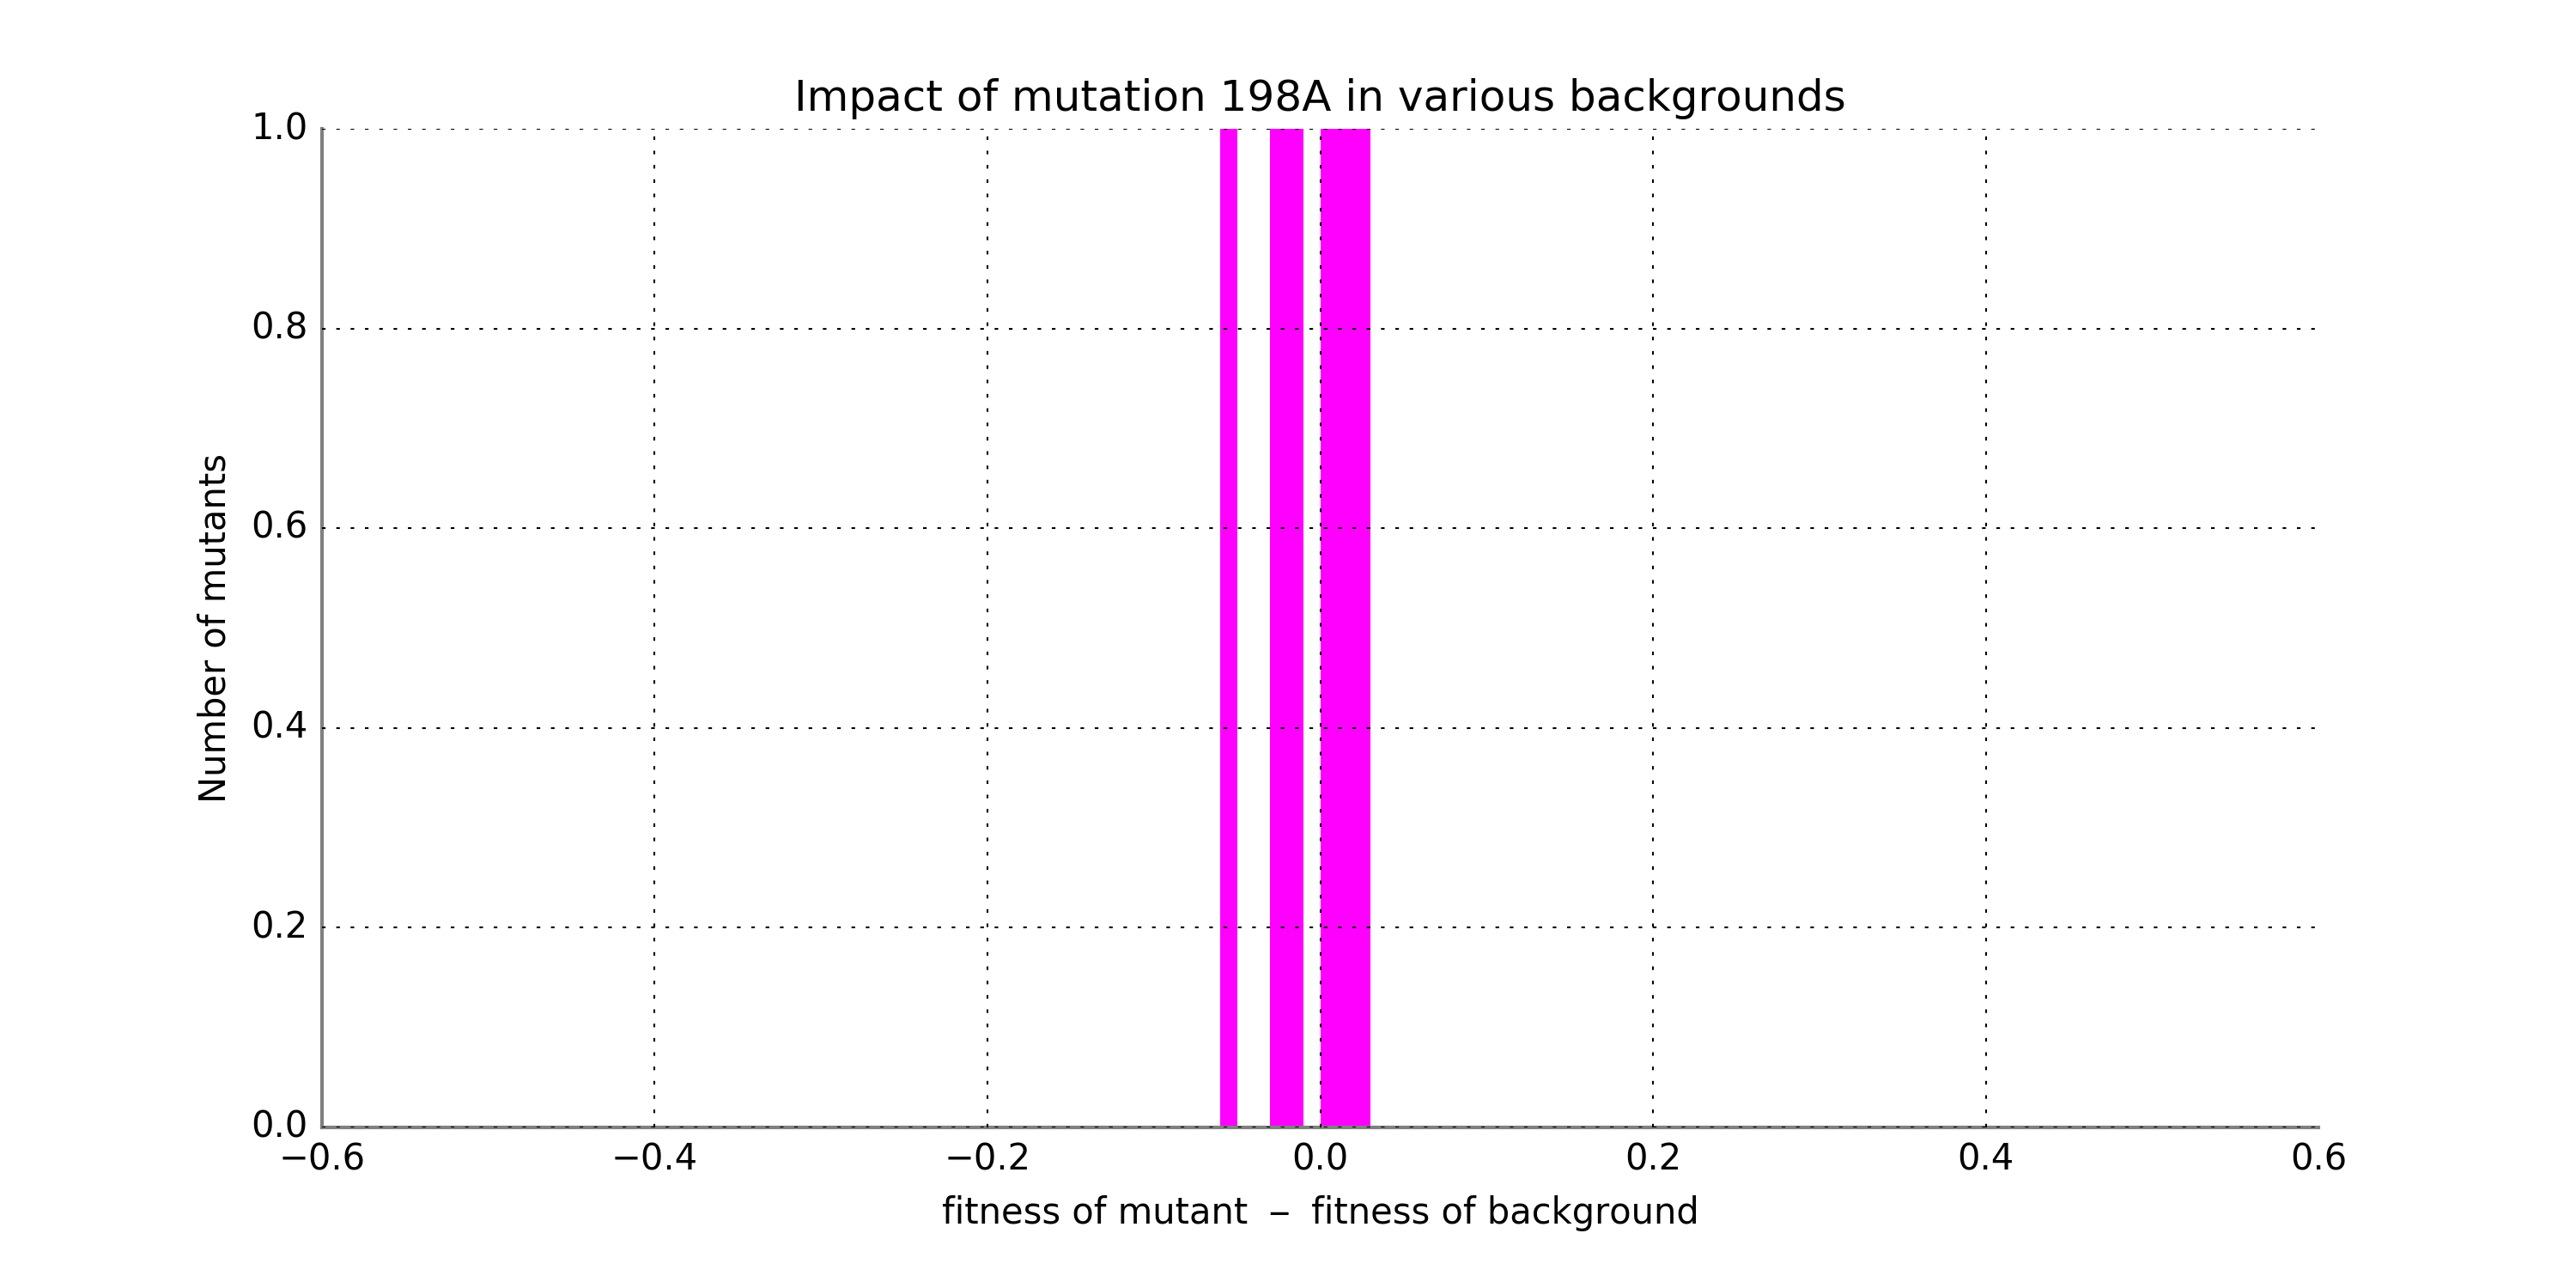 Impact of mutation 198A in various backgrounds
1.0
0.8
0.6
0.4
0.2
0.0
Number of mutants
−0.6 −0.4 −0.2 0.0 0.2 0.4 0.6
fitness of mutant − fitness of background